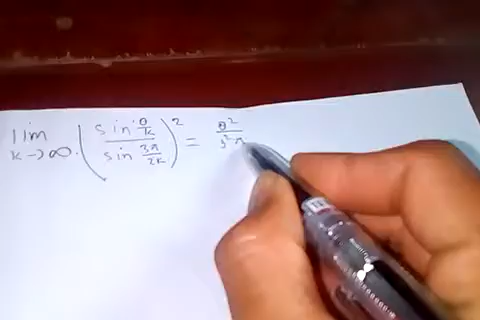 lim k→∞ · (sin θ/k / sin 3π/2k)² = θ² / 3²π